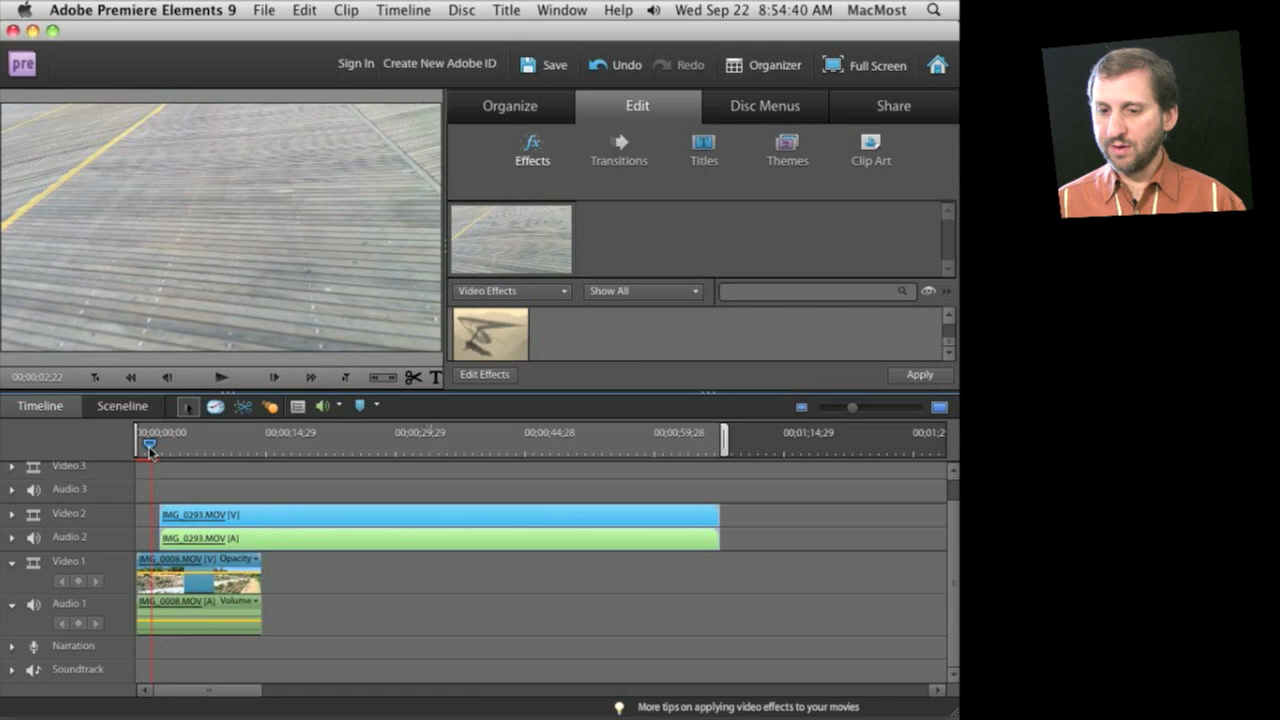 Adobe Premiere Elements 9 File Edit Clip Timeline Disc Title Window Help Wed Sep 22 8:54:40 AM MacMost
pre Sign In Create New Adobe ID Save Undo Redo Organizer Full Screen
Organize Edit Disc Menus Share
Effects Transitions Titles Themes Clip Art
Video Effects Show All
00;00;02;22 T Edit Effects Apply
Timeline Sceneline
00;00;00;00 00;00;14;29 00;00;29;29 00;00;44;28 00;00;59;28 00;01;14;29 00;01;2
Video 3
Audio 3
Video 2 IMG_0293.MOV [V]
Audio 2 IMG_0293.MOV [A]
Video 1 IMG_0008.MOV [V] Opacity
Audio 1 IMG_0008.MOV [A] Volume
Narration
Soundtrack
More tips on applying video effects to your movies